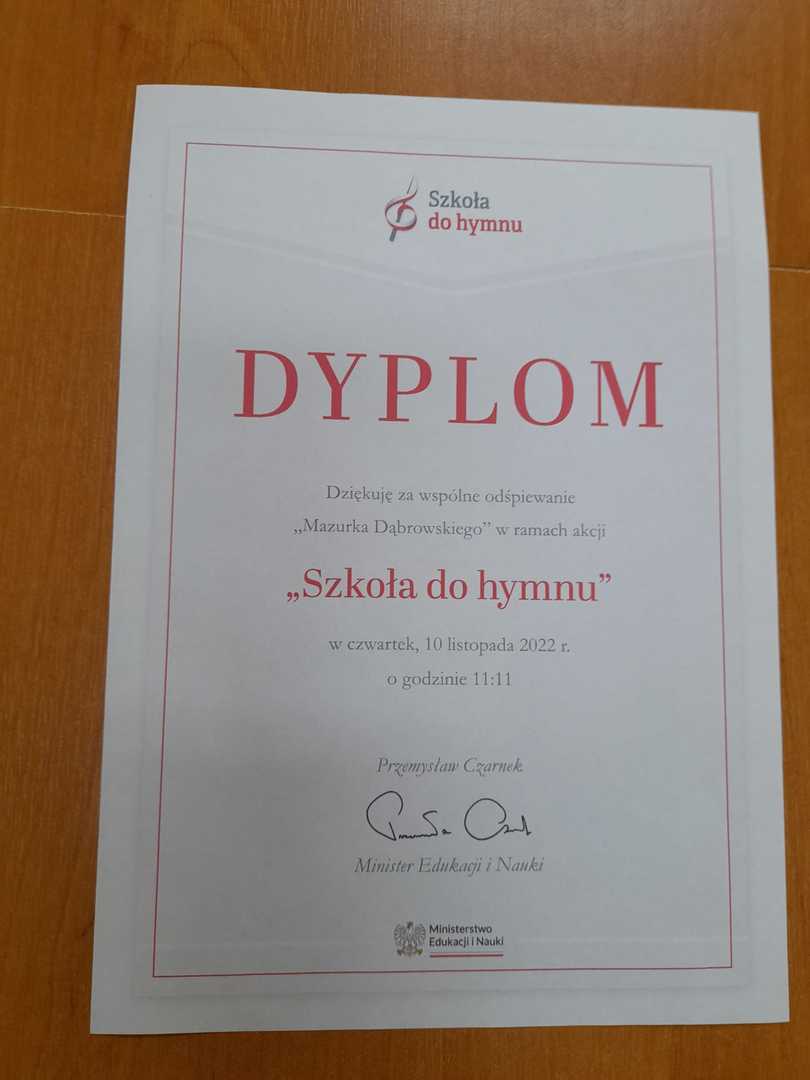 Szkoła
do hymnu
DYPLOM
Dziękuję za wspólne odśpiewanie
„Mazurka Dąbrowskiego” w ramach akcji
„Szkoła do hymnu”
w czwartek, 10 listopada 2022 r.
o godzinie 11:11
Przemysław Czarnek
Minister Edukacji i Nauki
Ministerstwo
Edukacji i Nauki